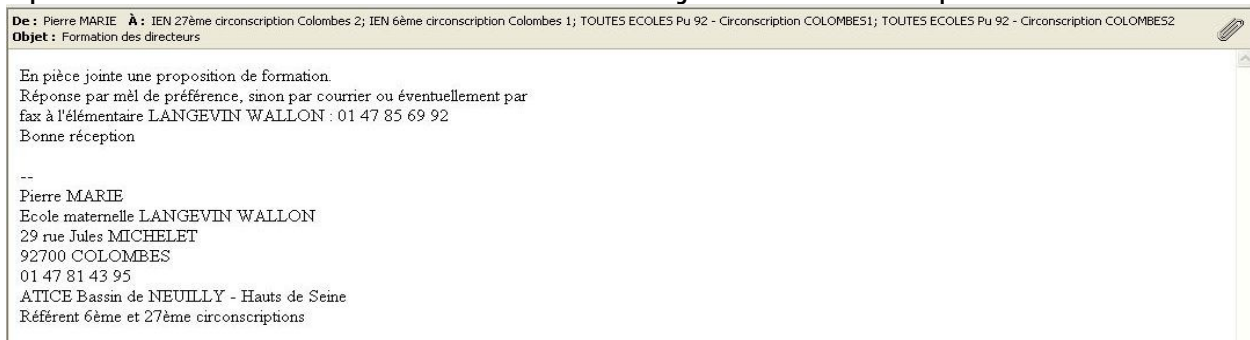 De : Pierre MARIE À : IEN 27ème circonscription Colombes 2; IEN 6ème circonscription Colombes 1; TOUTES ECOLES Pu 92 - Circonscription COLOMBES1; TOUTES ECOLES Pu 92 - Circonscription COLOMBES2
Objet : Formation des directeurs
En pièce jointe une proposition de formation.
Réponse par mèl de préférence, sinon par courrier ou éventuellement par
fax à l'élémentaire LANGEVIN WALLON : 01 47 85 69 92
Bonne réception
--
Pierre MARIE
Ecole maternelle LANGEVIN WALLON
29 rue Jules MICHELET
92700 COLOMBES
01 47 81 43 95
ATICE Bassin de NEUILLY - Hauts de Seine
Référent 6ème et 27ème circonscriptions